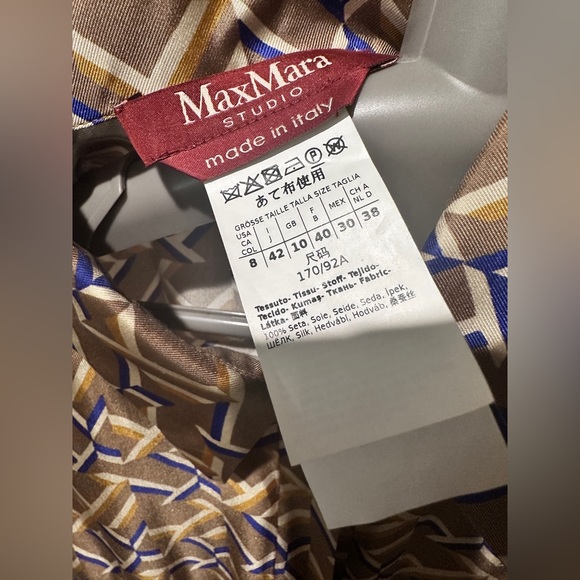 MaxMara
STUDIO
made in italy
P
あて布使用
GRÖSSE TAILLE TALLA SIZE TAGLIA
USA I GB F MEX CH A
CA J B NL D
COL
8 42 10 40 30 38
尺码
170/92A
Tessuto- Tissu- Stoff- Tejido-
Tecido- Kumaş- Ткань- Fabric-
Látka- 面料
100% Seta, Soie, Seide, Seda, İpek,
ШЁЛК, Silk, Hedvábí, Hodváb, 桑蚕丝